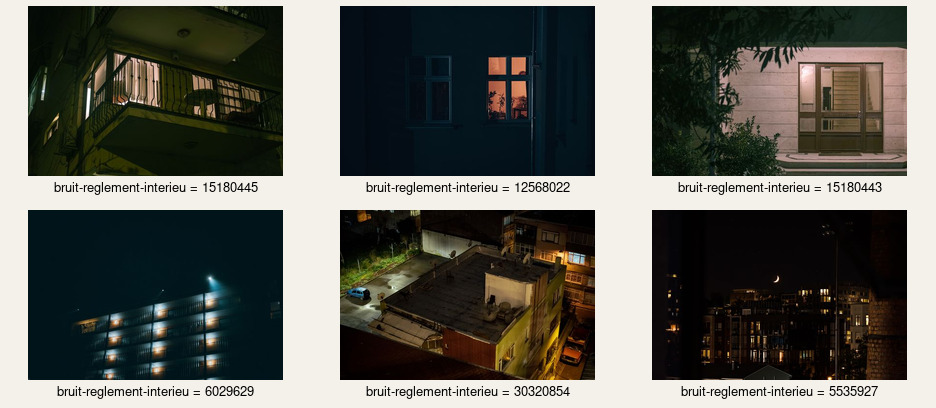 bruit-reglement-interieu = 15180445
bruit-reglement-interieu = 12568022
bruit-reglement-interieu = 15180443
bruit-reglement-interieu = 6029629
bruit-reglement-interieu = 30320854
bruit-reglement-interieu = 5535927